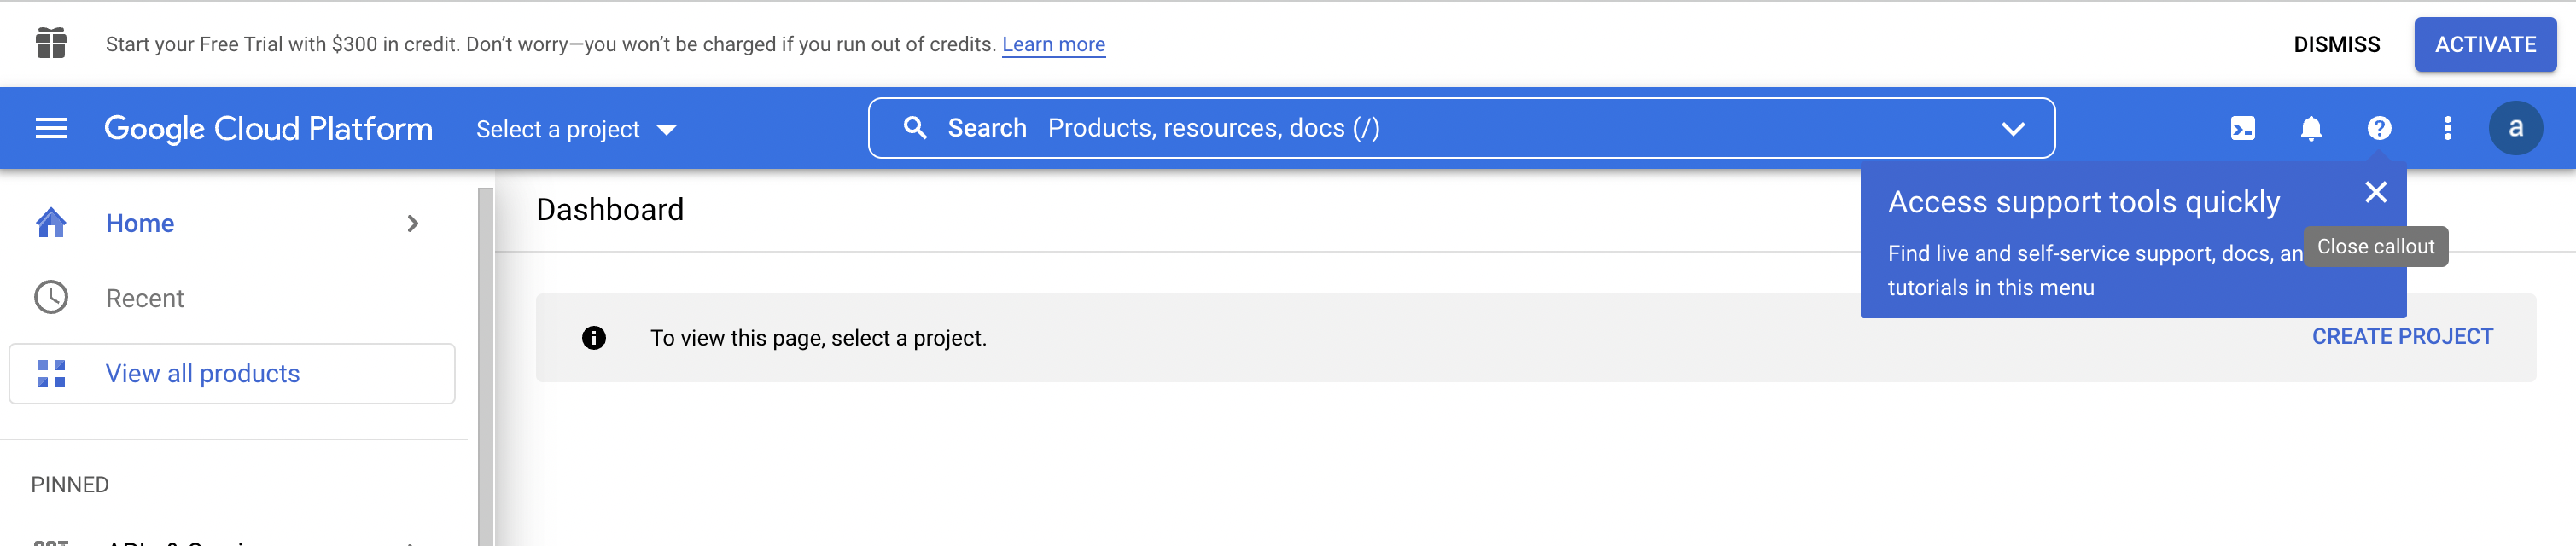 Start your Free Trial with $300 in credit. Don’t worry—you won’t be charged if you run out of credits. Learn more
DISMISS
ACTIVATE
Google Cloud Platform
Select a project
Search Products, resources, docs (/)
a
Home
Recent
View all products
PINNED
Dashboard
To view this page, select a project.
CREATE PROJECT
Access support tools quickly
Find live and self-service support, docs, an
tutorials in this menu
Close callout